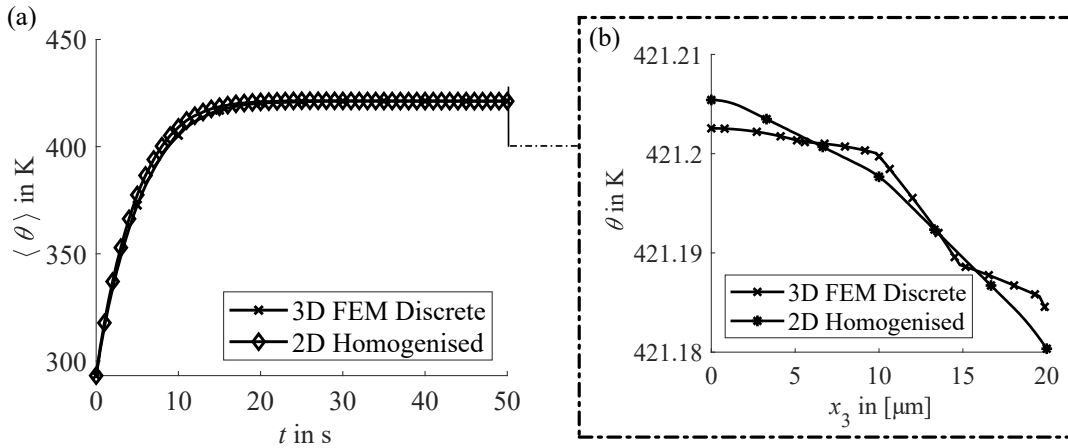 (a)
450
400
350
300
⟨ θ ⟩ in K
0
10
20
30
40
50
t in s
3D FEM Discrete
2D Homogenised
(b)
421.21
421.2
421.19
421.18
θ in K
0
5
10
15
20
x_3 in [μm]
3D FEM Discrete
2D Homogenised